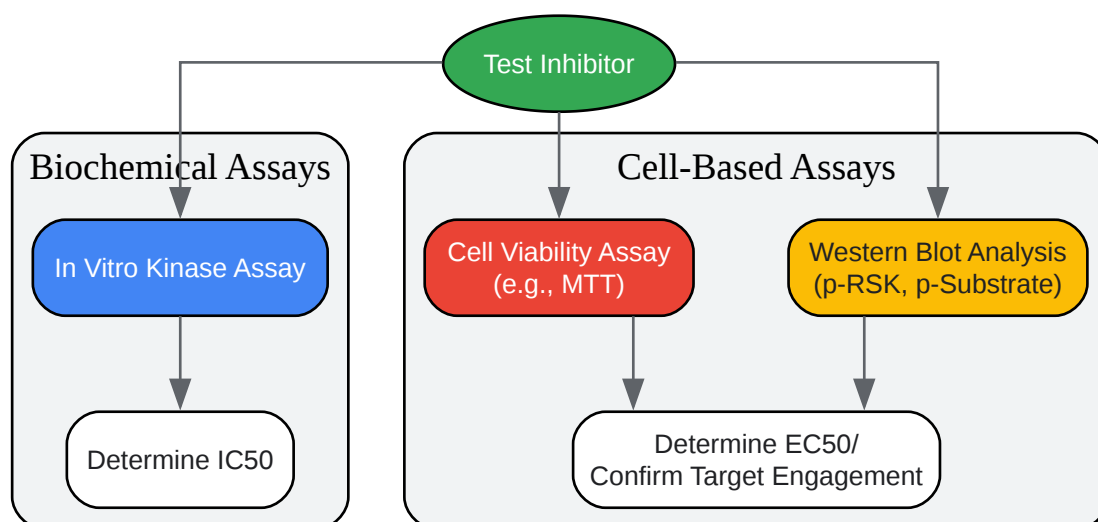 Test Inhibitor
Biochemical Assays
In Vitro Kinase Assay
Determine IC50
Cell-Based Assays
Cell Viability Assay
(e.g., MTT)
Western Blot Analysis
(p-RSK, p-Substrate)
Determine EC50/
Confirm Target Engagement